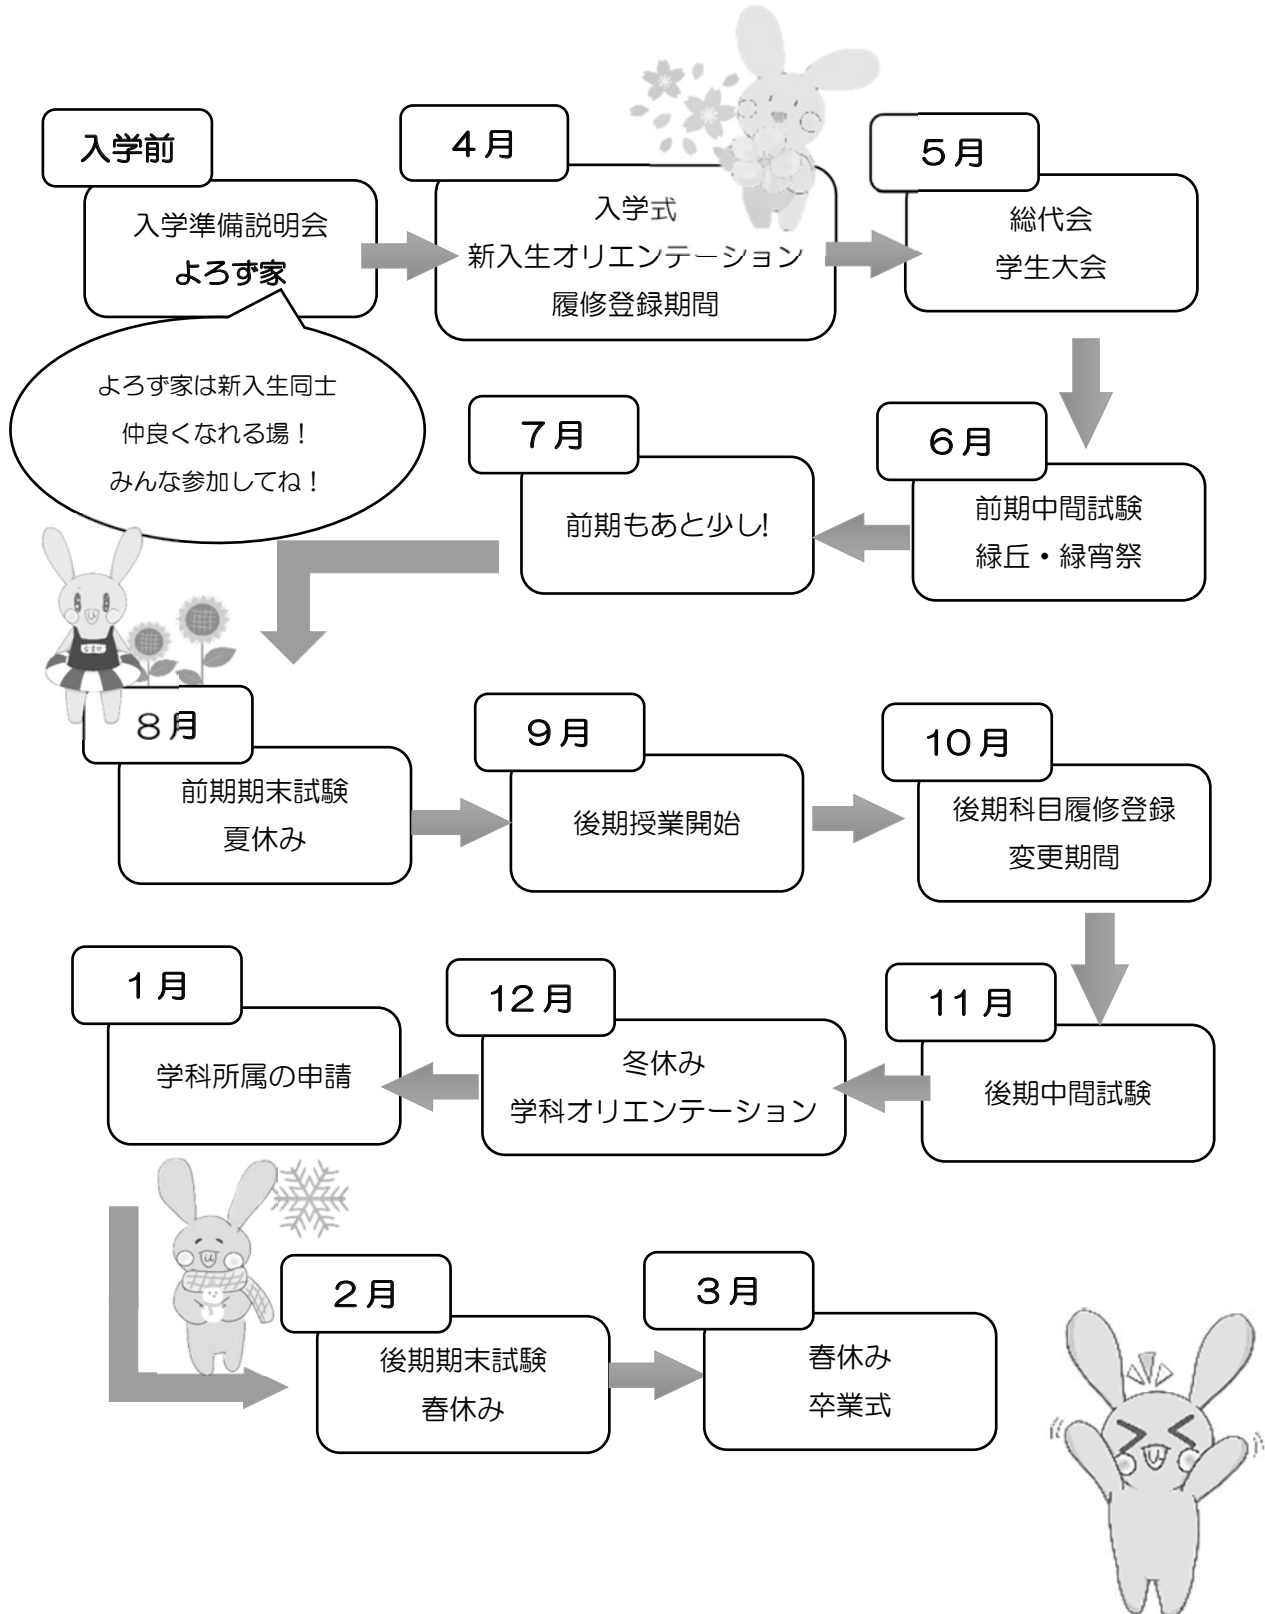 入学前
入学準備説明会
よろず家
よろず家は新入生同士
仲良くなれる場！
みんな参加してね！
4月
入学式
新入生オリエンテーション
履修登録期間
5月
総代会
学生大会
6月
前期中間試験
緑丘・緑宵祭
7月
前期もあと少し!
8月
前期期末試験
夏休み
9月
後期授業開始
10月
後期科目履修登録
変更期間
11月
後期中間試験
12月
冬休み
学科オリエンテーション
1月
学科所属の申請
2月
後期期末試験
春休み
3月
春休み
卒業式